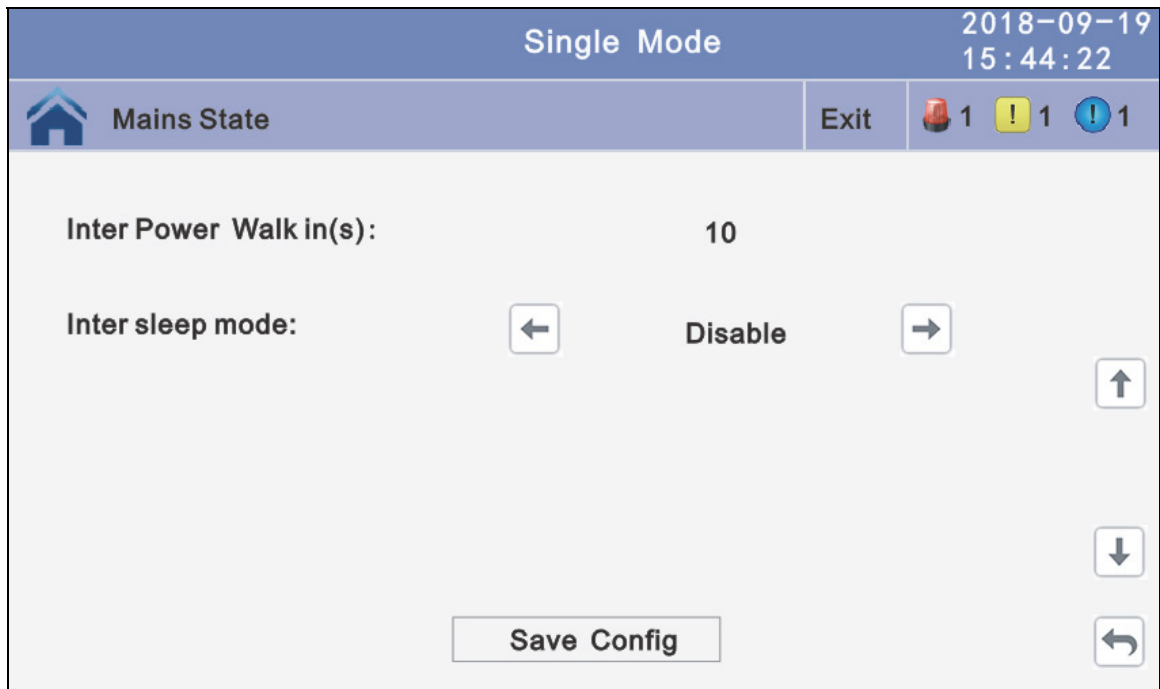 Single Mode
2018-09-19
15:44:22
Mains State
Exit
1
! 1
! 1
Inter Power Walk in(s): 10
Inter sleep mode: Disable
Save Config